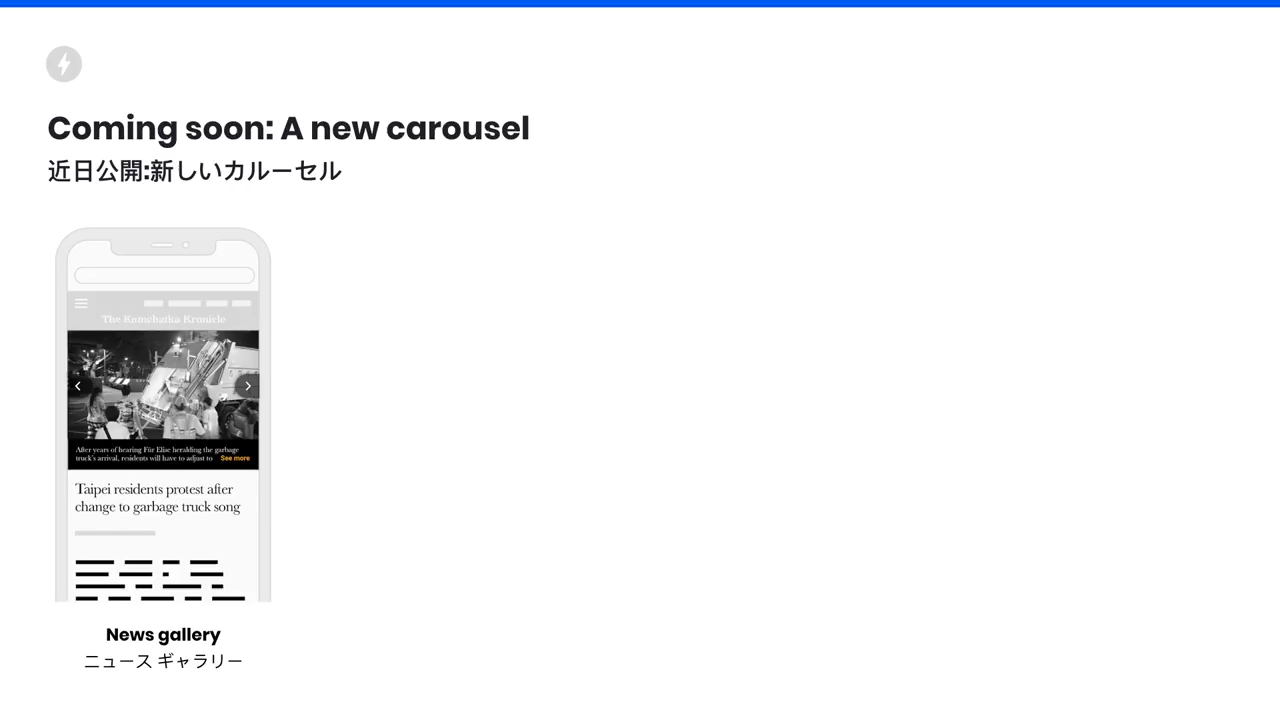 Coming soon: A new carousel
近日公開:新しいカルーセル
The Kamchatka Kronicle
After years of hearing Für Elise heralding the garbage
truck's arrival, residents will have to adjust to See more
Taipei residents protest after
change to garbage truck song
News gallery
ニュース ギャラリー